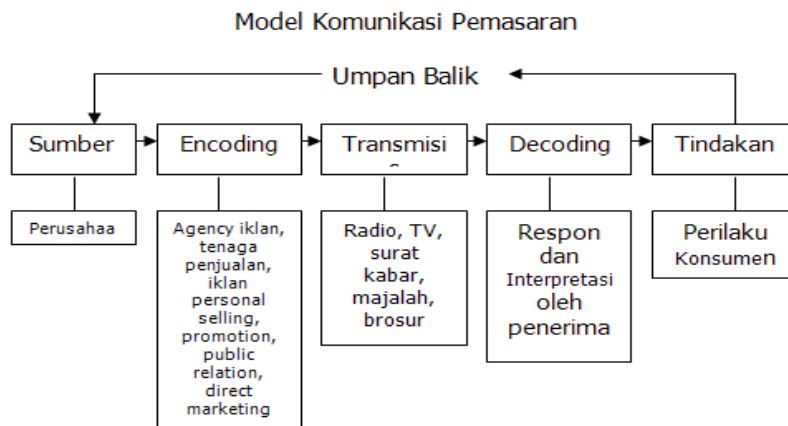 Model Komunikasi Pemasaran
Umpan Balik
Sumber
Encoding
Transmisi
Decoding
Tindakan
Perusahaa
Agency iklan,
tenaga
penjualan,
iklan
personal
selling,
promotion,
public
relation,
direct
marketing
Radio, TV,
surat
kabar,
majalah,
brosur
Respon
dan
Interpretasi
oleh
penerima
Perilaku
Konsumen